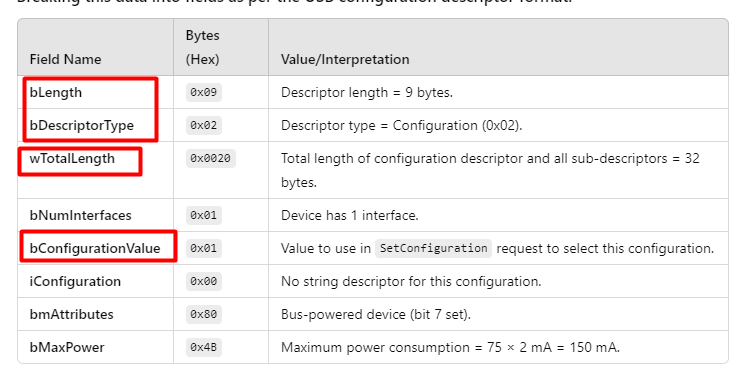 Breaking this data into fields as per the USB configuration descriptor format:
Bytes
Field Name (Hex) Value/Interpretation
bLength 0x09 Descriptor length = 9 bytes.
bDescriptorType 0x02 Descriptor type = Configuration (0x02).
wTotalLength 0x0020 Total length of configuration descriptor and all sub-descriptors = 32
bytes.
bNumInterfaces 0x01 Device has 1 interface.
bConfigurationValue 0x01 Value to use in SetConfiguration request to select this configuration.
iConfiguration 0x00 No string descriptor for this configuration.
bmAttributes 0x80 Bus-powered device (bit 7 set).
bMaxPower 0x4B Maximum power consumption = 75 × 2 mA = 150 mA.